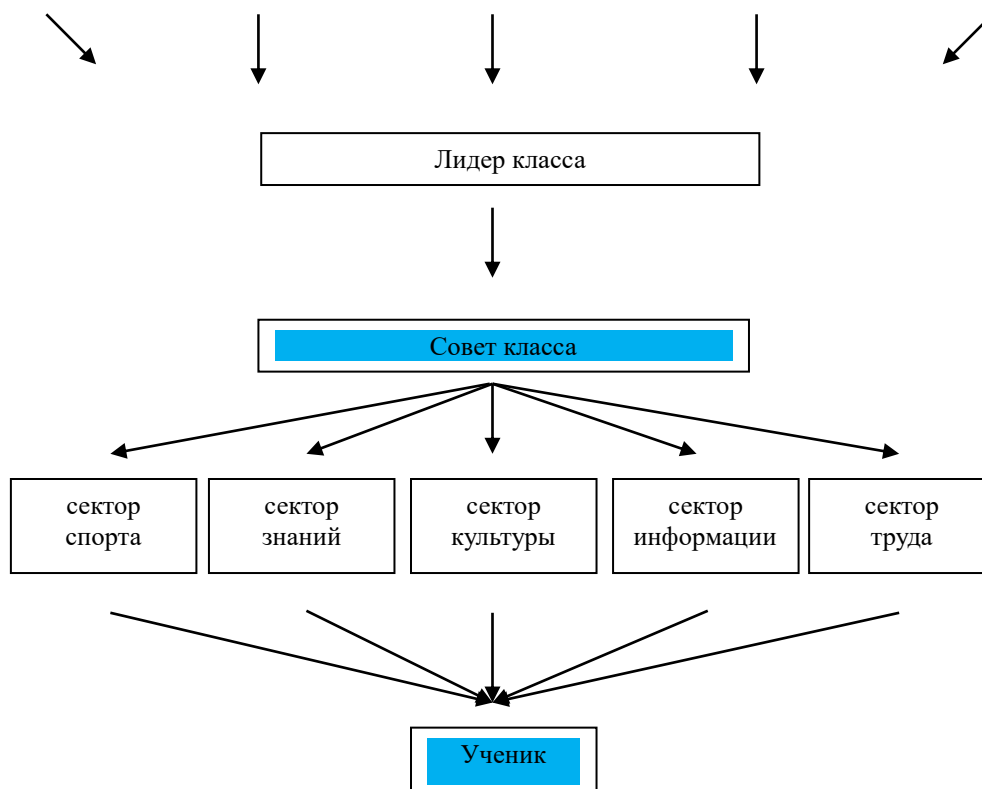 Лидер класса
Совет класса
сектор
спорта
сектор
знаний
сектор
культуры
сектор
информации
сектор
труда
Ученик